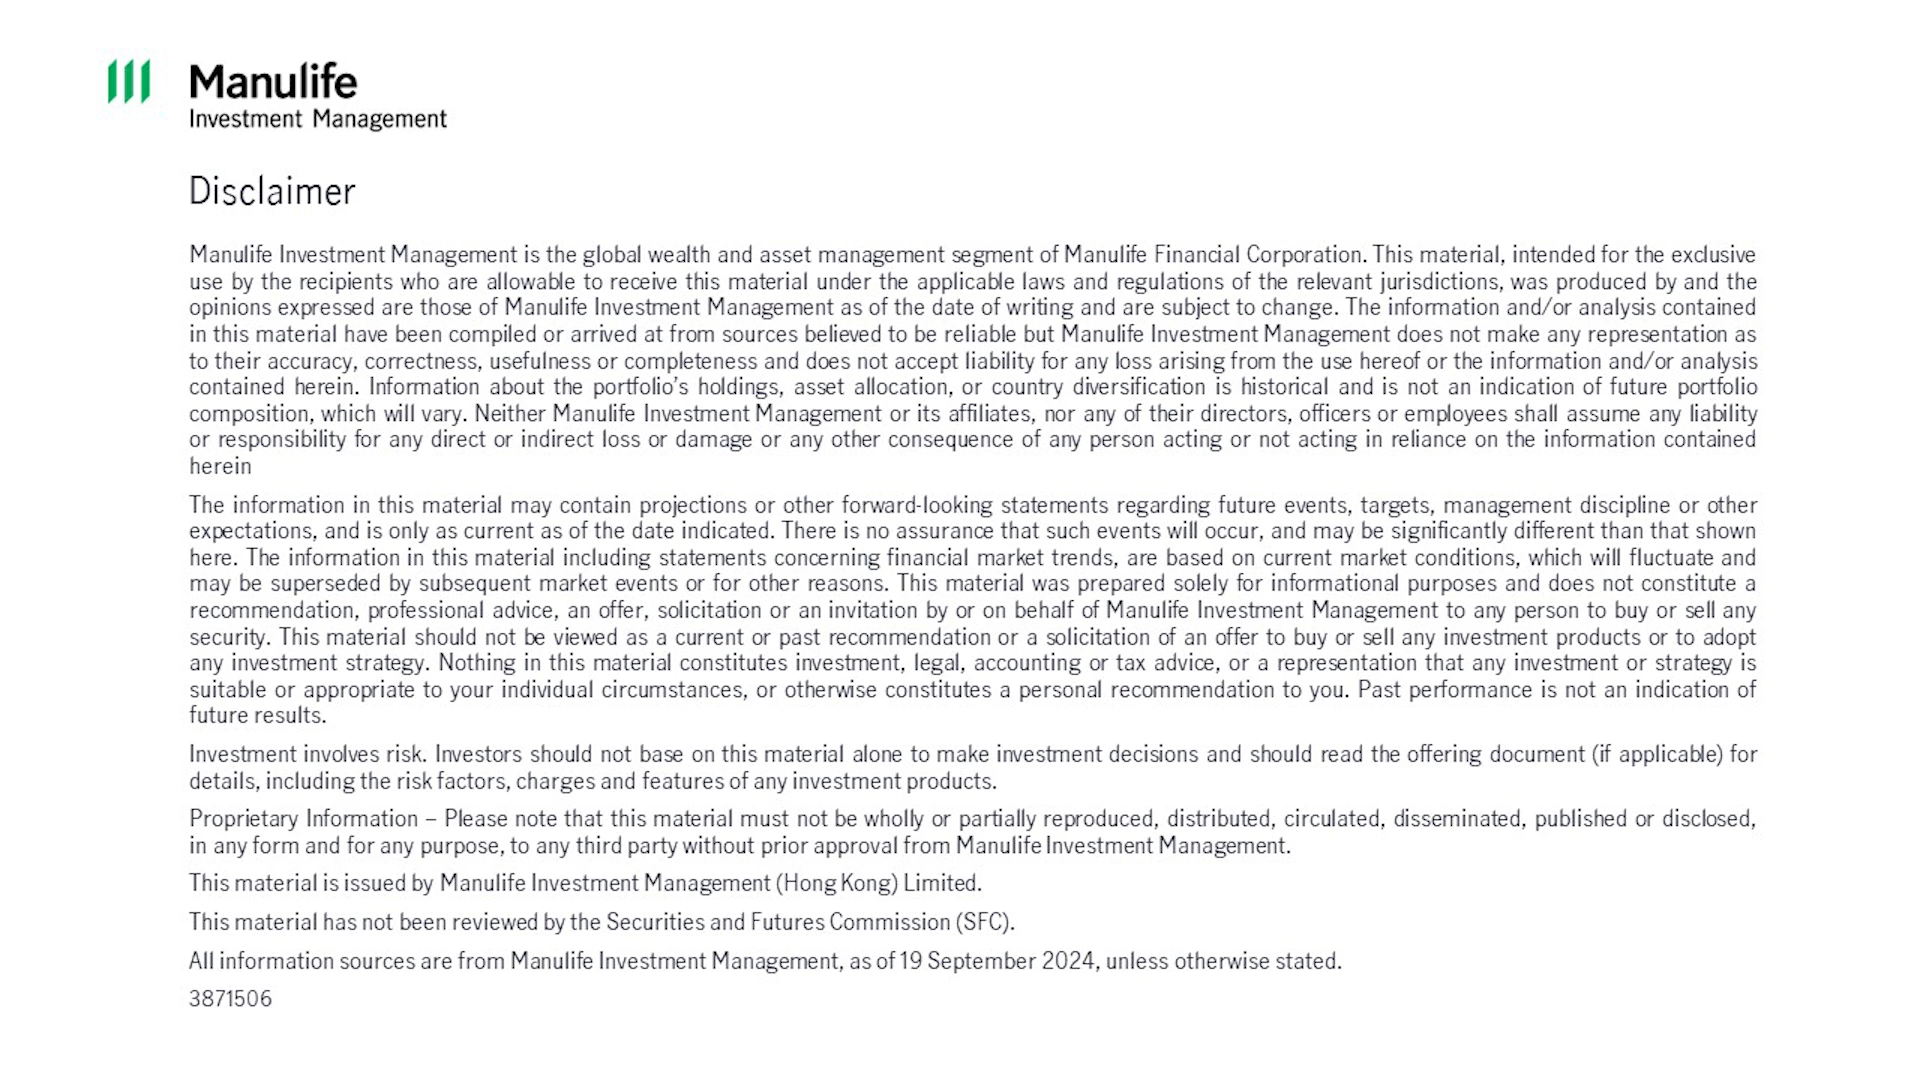 Manulife
Investment Management
Disclaimer
Manulife Investment Management is the global wealth and asset management segment of Manulife Financial Corporation. This material, intended for the exclusive
use by the recipients who are allowable to receive this material under the applicable laws and regulations of the relevant jurisdictions, was produced by and the
opinions expressed are those of Manulife Investment Management as of the date of writing and are subject to change. The information and/or analysis contained
in this material have been compiled or arrived at from sources believed to be reliable but Manulife Investment Management does not make any representation as
to their accuracy, correctness, usefulness or completeness and does not accept liability for any loss arising from the use hereof or the information and/or analysis
contained herein. Information about the portfolio's holdings, asset allocation, or country diversification is historical and is not an indication of future portfolio
composition, which will vary. Neither Manulife Investment Management or its affiliates, nor any of their directors, officers or employees shall assume any liability
or responsibility for any direct or indirect loss or damage or any other consequence of any person acting or not acting in reliance on the information contained
herein
The information in this material may contain projections or other forward-looking statements regarding future events, targets, management discipline or other
expectations, and is only as current as of the date indicated. There is no assurance that such events will occur, and may be significantly different than that shown
here. The information in this material including statements concerning financial market trends, are based on current market conditions, which will fluctuate and
may be superseded by subsequent market events or for other reasons. This material was prepared solely for informational purposes and does not constitute a
recommendation, professional advice, an offer, solicitation or an invitation by or on behalf of Manulife Investment Management to any person to buy or sell any
security. This material should not be viewed as a current or past recommendation or a solicitation of an offer to buy or sell any investment products or to adopt
any investment strategy. Nothing in this material constitutes investment, legal, accounting or tax advice, or a representation that any investment or strategy is
suitable or appropriate to your individual circumstances, or otherwise constitutes a personal recommendation to you. Past performance is not an indication of
future results.
Investment involves risk. Investors should not base on this material alone to make investment decisions and should read the offering document (if applicable) for
details, including the risk factors, charges and features of any investment products.
Proprietary Information – Please note that this material must not be wholly or partially reproduced, distributed, circulated, disseminated, published or disclosed,
in any form and for any purpose, to any third party without prior approval from Manulife Investment Management.
This material is issued by Manulife Investment Management (Hong Kong) Limited.
This material has not been reviewed by the Securities and Futures Commission (SFC).
All information sources are from Manulife Investment Management, as of 19 September 2024, unless otherwise stated.
3871506